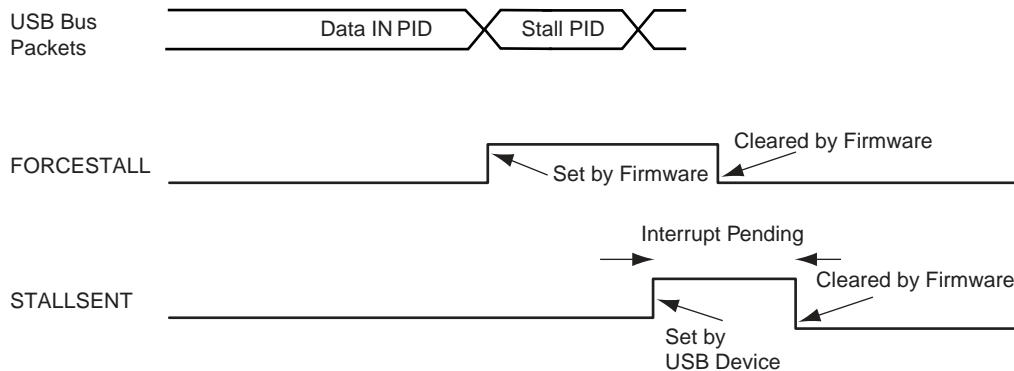 USB Bus
Packets
Data IN PID
Stall PID
FORCESTALL
Set by Firmware
Cleared by Firmware
Interrupt Pending
STALLSENT
Cleared by Firmware
Set by
USB Device